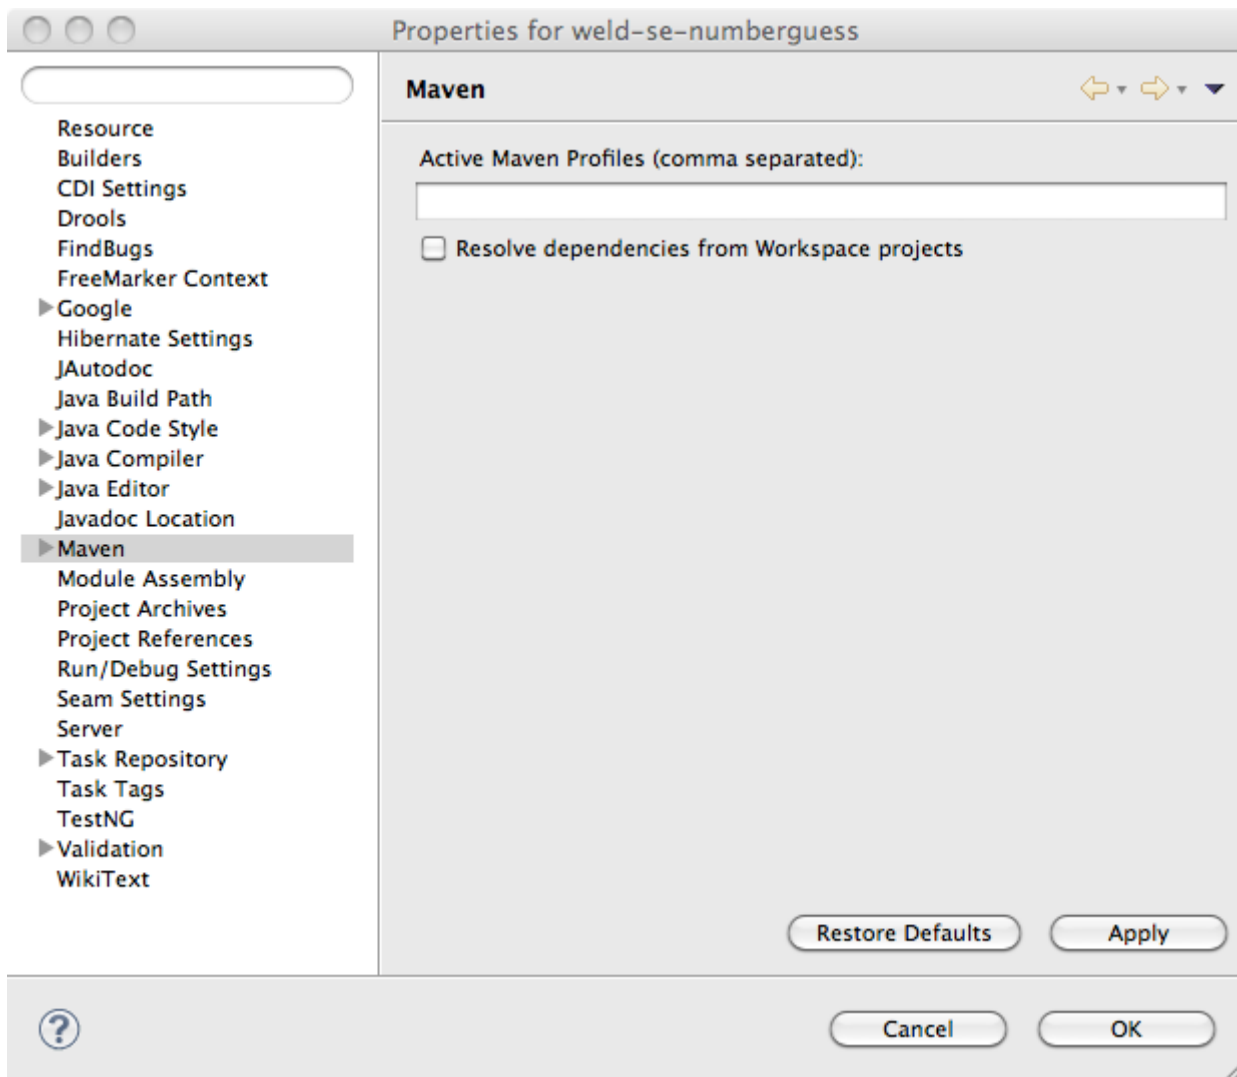 Properties for weld-se-numberguess
Resource
Builders
CDI Settings
Drools
FindBugs
FreeMarker Context
Google
Hibernate Settings
JAutodoc
Java Build Path
Java Code Style
Java Compiler
Java Editor
Javadoc Location
Maven
Module Assembly
Project Archives
Project References
Run/Debug Settings
Seam Settings
Server
Task Repository
Task Tags
TestNG
Validation
WikiText
Maven
Active Maven Profiles (comma separated):
Resolve dependencies from Workspace projects
Restore Defaults
Apply
?
Cancel
OK